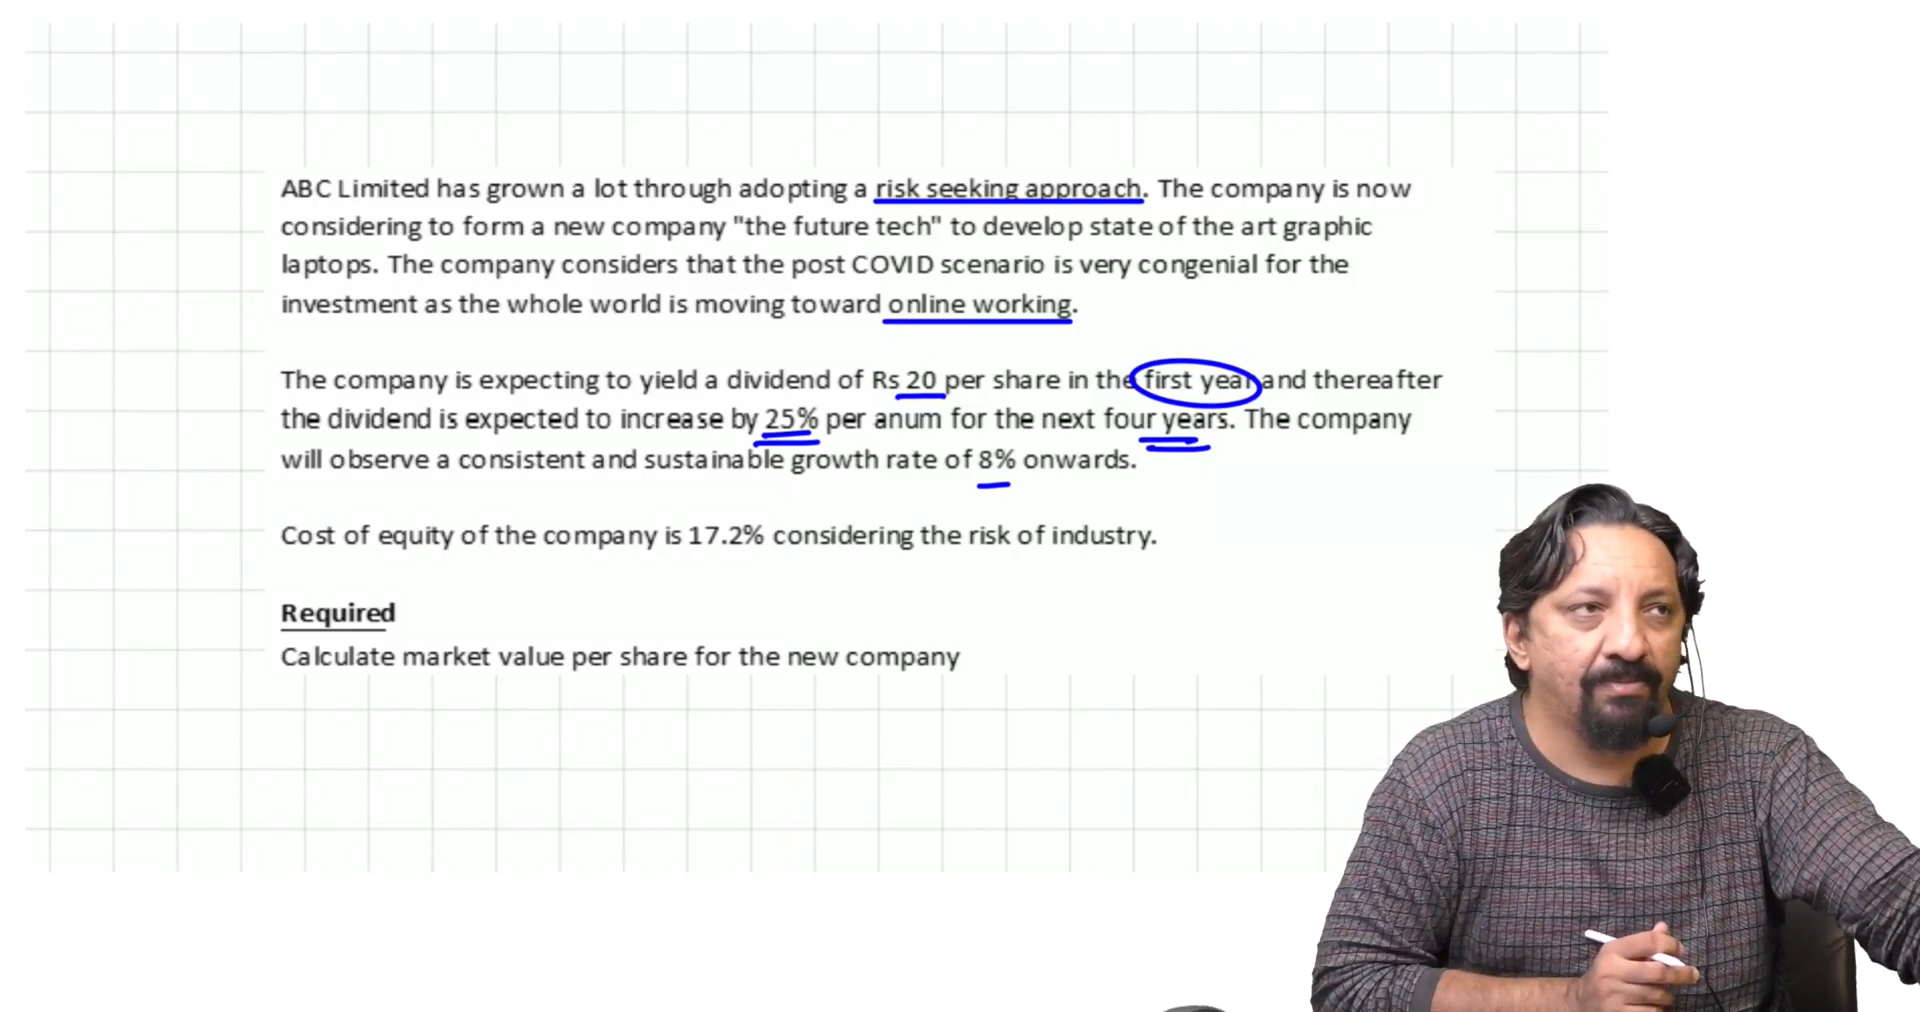 ABC Limited has grown a lot through adopting a risk seeking approach. The company is now
considering to form a new company "the future tech" to develop state of the art graphic
laptops. The company considers that the post COVID scenario is very congenial for the
investment as the whole world is moving toward online working.
The company is expecting to yield a dividend of Rs 20 per share in the first year and thereafter
the dividend is expected to increase by 25% per anum for the next four years. The company
will observe a consistent and sustainable growth rate of 8% onwards.
Cost of equity of the company is 17.2% considering the risk of industry.
Required
Calculate market value per share for the new company